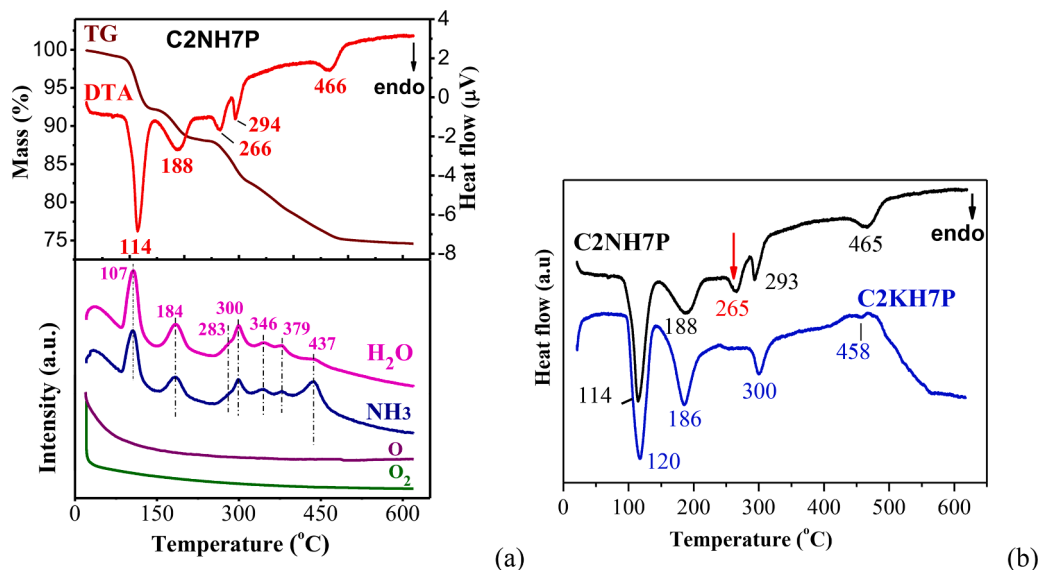 TG
C2NH7P
DTA
endo
114
188
266
294
466
Mass (%)
100
95
90
85
80
75
Heat flow (µV)
4
2
0
-2
-4
-6
-8
107
184
283
300
346
379
437
H2O
NH3
O
O2
Intensity (a.u.)
0
150
300
450
600
Temperature (°C)
(a)
C2NH7P
endo
465
293
265
188
114
C2KH7P
458
300
186
120
Heat flow (a.u)
0
100
200
300
400
500
600
Temperature (°C)
(b)